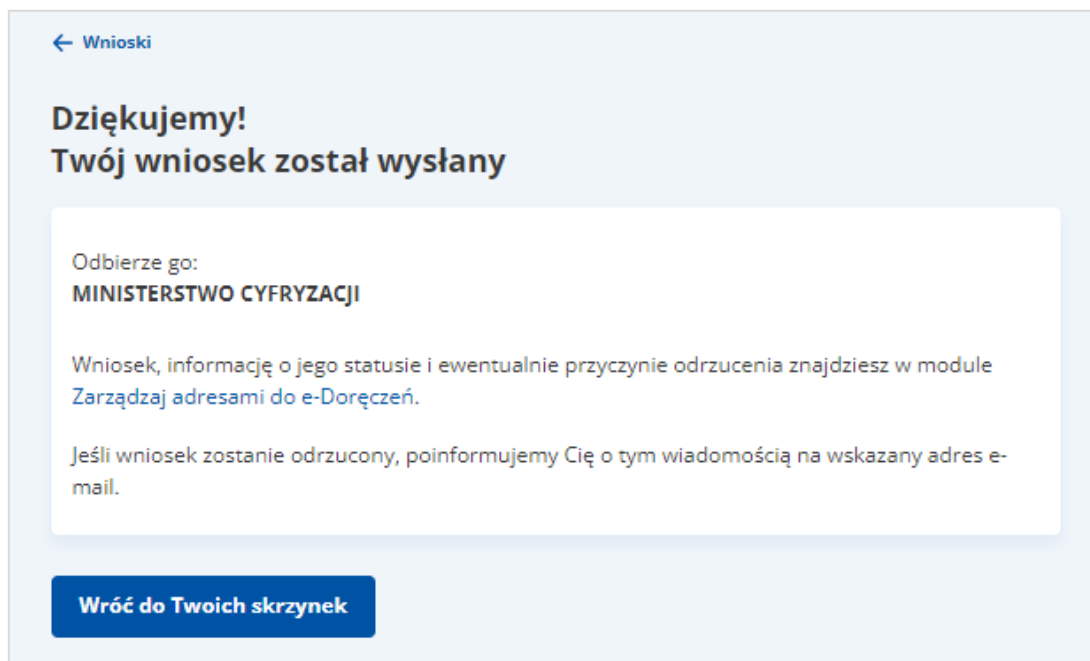 ← Wnioski
Dziękujemy!
Twój wniosek został wysłany
Odbierze go:
MINISTERSTWO CYFRYZACJI
Wniosek, informację o jego statusie i ewentualnie przyczynie odrzucenia znajdziesz w module
Zarządzaj adresami do e-Doręczeń.
Jeśli wniosek zostanie odrzucony, poinformujemy Cię o tym wiadomością na wskazany adres e-
mail.
Wróć do Twoich skrzynek